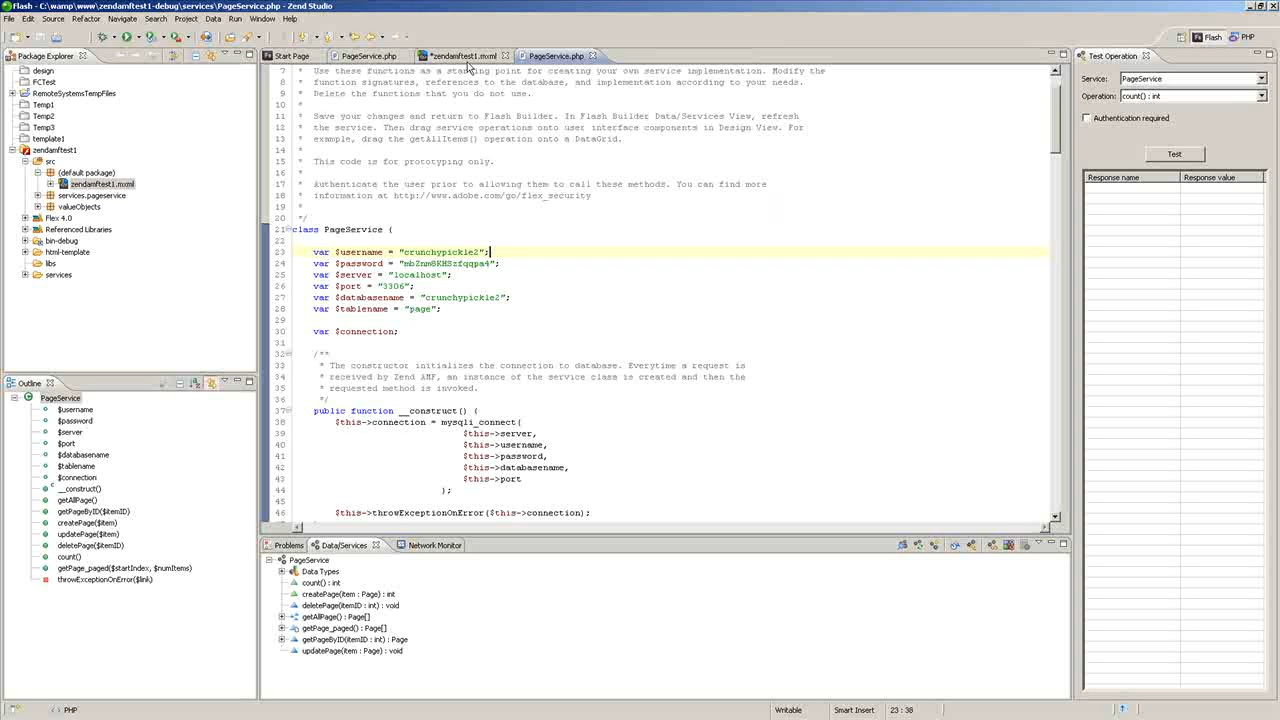 Flash - C:\wamp\www\zendamftest1-debug\services\PageService.php - Zend Studio
File Edit Source Refactor Navigate Search Project Data Run Window Help
Flash PHP
Package Explorer
design
FCTest
RemoteSystemsTempFiles
Temp1
Temp2
Temp3
template1
zendamftest1
src
(default package)
zendamftest1.mxml
services.pageservice
valueObjects
Flex 4.0
Referenced Libraries
bin-debug
html-template
libs
services
Outline
PageService
$username
$password
$server
$port
$databasename
$tablename
$connection
__construct()
getAllPage()
getPageByID($itemID)
createPage($item)
updatePage($item)
deletePage($itemID)
count()
getPage_paged($startIndex, $numItems)
throwExceptionOnError($link)
Start Page PageService.php *zendamftest1.mxml PageService.php
7 * Use these functions as a starting point for creating your own service implementation. Modify the
8 * function signatures, references to the database, and implementation according to your needs.
9 * Delete the functions that you do not use.
10 *
11 * Save your changes and return to Flash Builder. In Flash Builder Data/Services View, refresh
12 * the service. Then drag service operations onto user interface components in Design View. For
13 * example, drag the getAllItems() operation onto a DataGrid.
14 *
15 * This code is for prototyping only.
16 *
17 * Authenticate the user prior to allowing them to call these methods. You can find more
18 * information at http://www.adobe.com/go/flex_security
19 *
20 */
21 class PageService {
22
23 var $username = "crunchypickle2";
24 var $password = "mbZnm8KHSzfqqpa4";
25 var $server = "localhost";
26 var $port = "3306";
27 var $databasename = "crunchypickle2";
28 var $tablename = "page";
29
30 var $connection;
31
32 /**
33 * The constructor initializes the connection to database. Everytime a request is
34 * received by Zend AMF, an instance of the service class is created and then the
35 * requested method is invoked.
36 */
37 public function __construct() {
38 $this->connection = mysqli_connect(
39 $this->server,
40 $this->username,
41 $this->password,
42 $this->databasename,
43 $this->port
44 );
45
46 $this->throwExceptionOnError($this->connection);
Problems Data/Services Network Monitor
PageService
Data Types
count() : int
createPage(item : Page) : int
deletePage(itemID : int) : void
getAllPage() : Page[]
getPage_paged() : Page[]
getPageByID(itemID : int) : Page
updatePage(item : Page) : void
Test Operation
Service: PageService
Operation: count() : int
Authentication required
Test
Response name Response value
PHP Writable Smart Insert 23 : 38